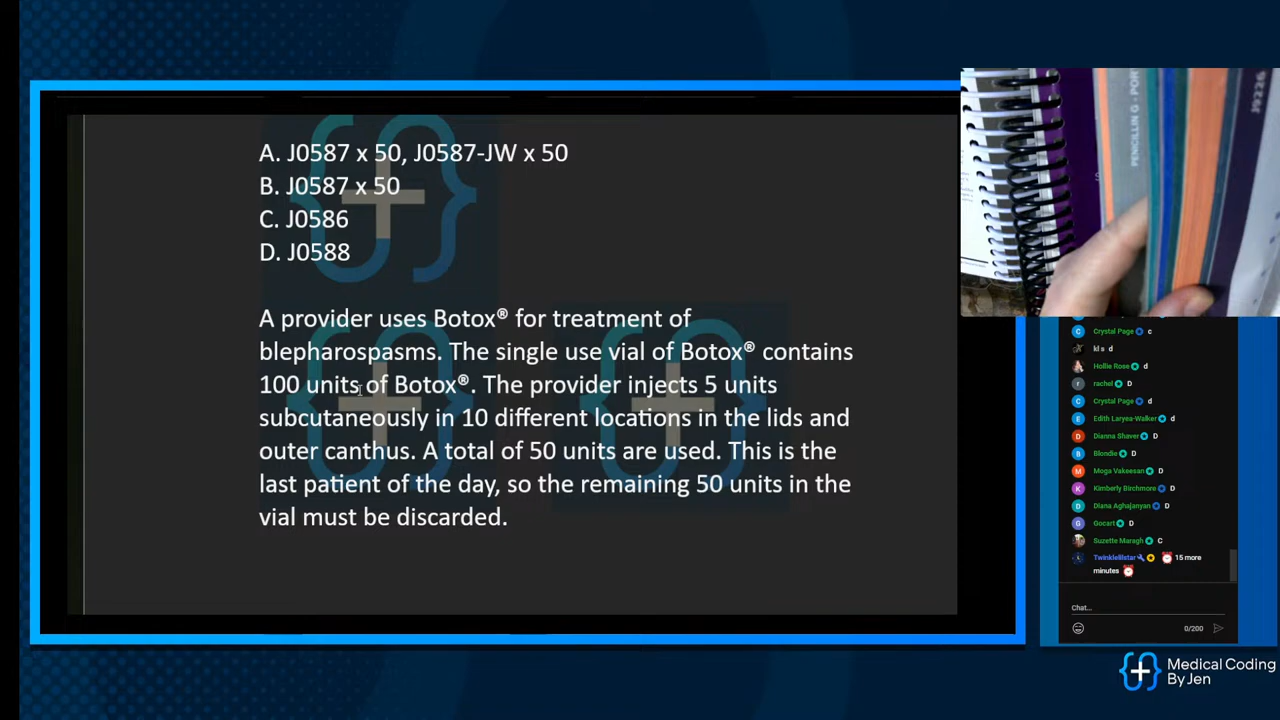 A. J0587 x 50, J0587-JW x 50
B. J0587 x 50
C. J0586
D. J0588
A provider uses Botox® for treatment of
blepharospasms. The single use vial of Botox® contains
100 units of Botox®. The provider injects 5 units
subcutaneously in 10 different locations in the lids and
outer canthus. A total of 50 units are used. This is the
last patient of the day, so the remaining 50 units in the
vial must be discarded.
PENICILLIN G - POR
J9226
Crystal Page c
kl s d
Hollie Rose d
rachel D
Crystal Page d
Edith Laryea-Walker d
Dianna Shaver D
Blondie D
Moga Vakeesan D
Kimberly Birchmore D
Diana Aghajanyan D
Gocart D
Suzette Maragh C
Twinklelilstar 15 more
minutes
Chat...
0/200
Medical Coding
By Jen